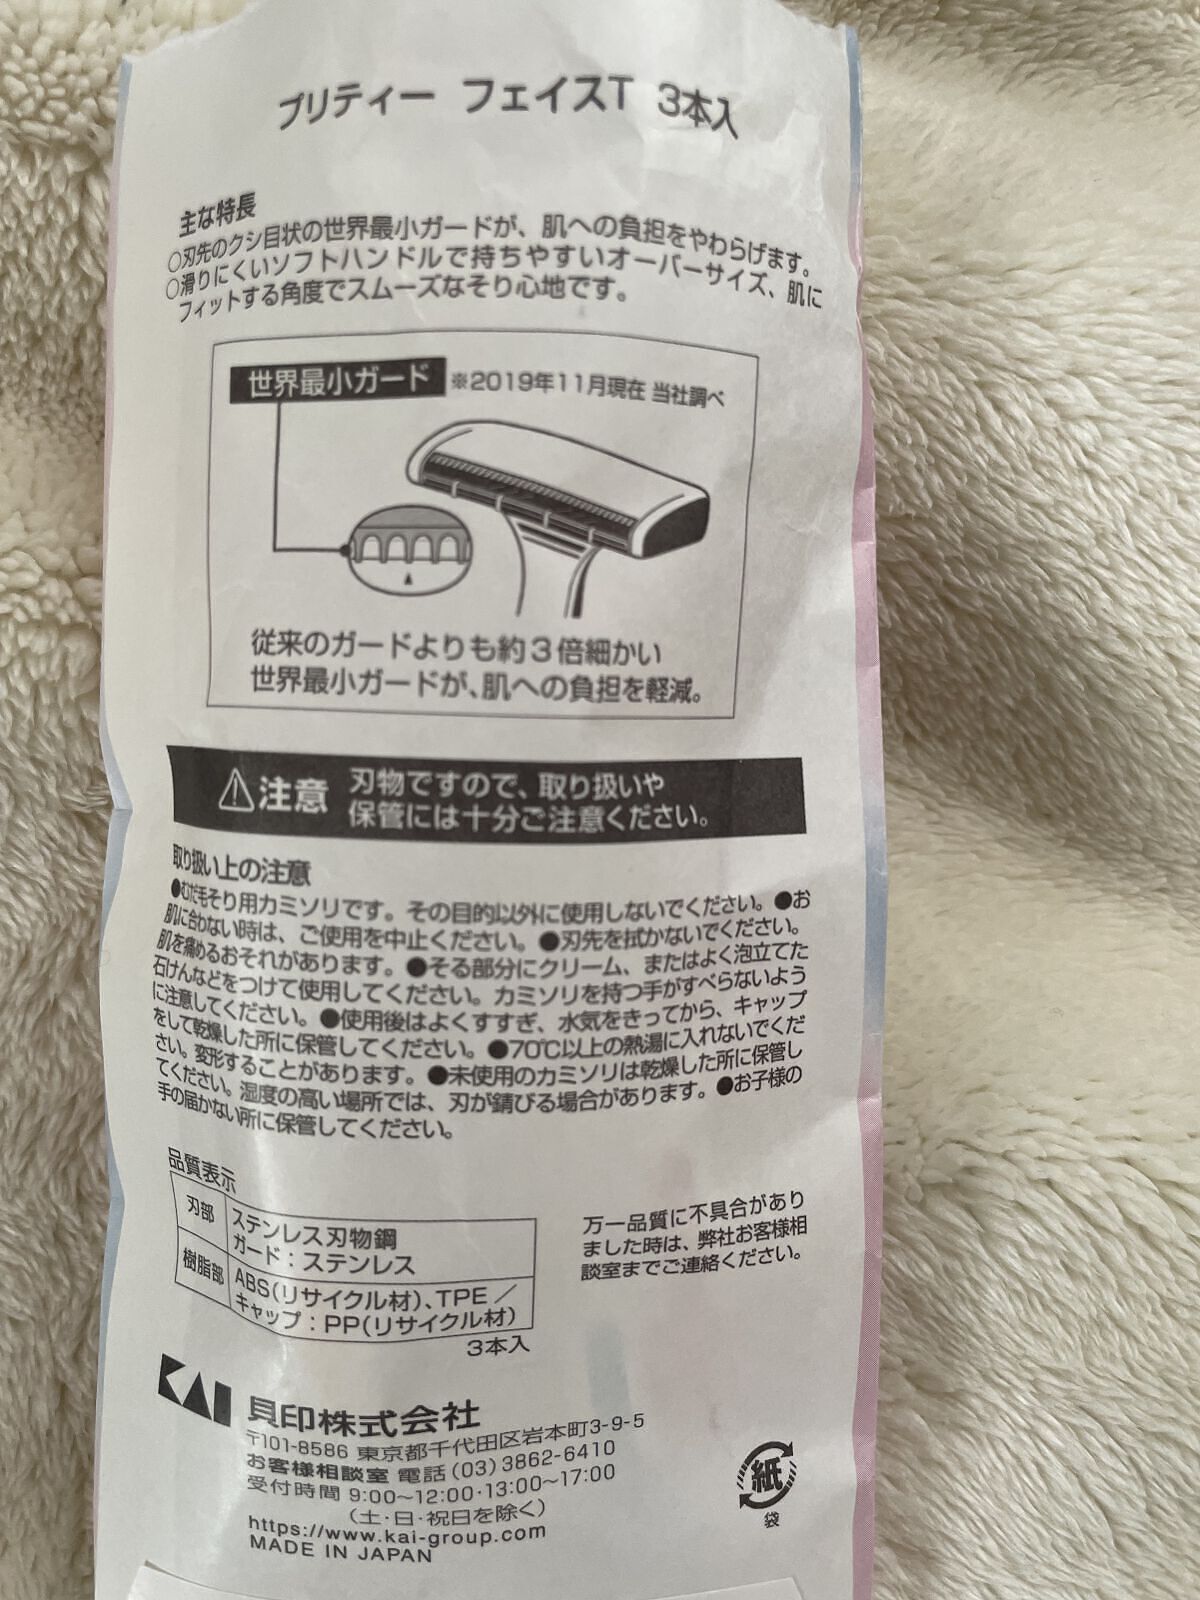 プリティー フェイスT 3本入
主な特長
○刃先のクシ目状の世界最小ガードが、肌への負担をやわらげます。
○滑りにくいソフトハンドルで持ちやすいオーバーサイズ、肌に
フィットする角度でスムーズなそり心地です。
世界最小ガード ※2019年11月現在 当社調べ
従来のガードよりも約3倍細かい
世界最小ガードが、肌への負担を軽減。
⚠注意 刃物ですので、取り扱いや
保管には十分ご注意ください。
取り扱い上の注意
●むだ毛そり用カミソリです。その目的以外に使用しないでください。●お
肌に合わない時は、ご使用を中止ください。●刃先を拭かないでください。
肌を痛めるおそれがあります。●そる部分にクリーム、またはよく泡立てた
石けんなどをつけて使用してください。カミソリを持つ手がすべらないよう
に注意してください。●使用後はよくすすぎ、水気をきってから、キャップ
をして乾燥した所に保管してください。●70℃以上の熱湯に入れないでくだ
さい。変形することがあります。●未使用のカミソリは乾燥した所に保管し
てください。湿度の高い場所では、刃が錆びる場合があります。●お子様の
手の届かない所に保管してください。
品質表示
刃部 ステンレス刃物鋼
ガード：ステンレス
樹脂部 ABS(リサイクル材)、TPE／
キャップ：PP(リサイクル材)
3本入
万一品質に不具合があり
ました時は、弊社お客様相
談室までご連絡ください。
KAI 貝印株式会社
〒101-8586 東京都千代田区岩本町3-9-5
お客様相談室 電話(03)3862-6410
受付時間 9:00〜12:00・13:00〜17:00
(土・日・祝日を除く)
https://www.kai-group.com
MADE IN JAPAN
紙
袋